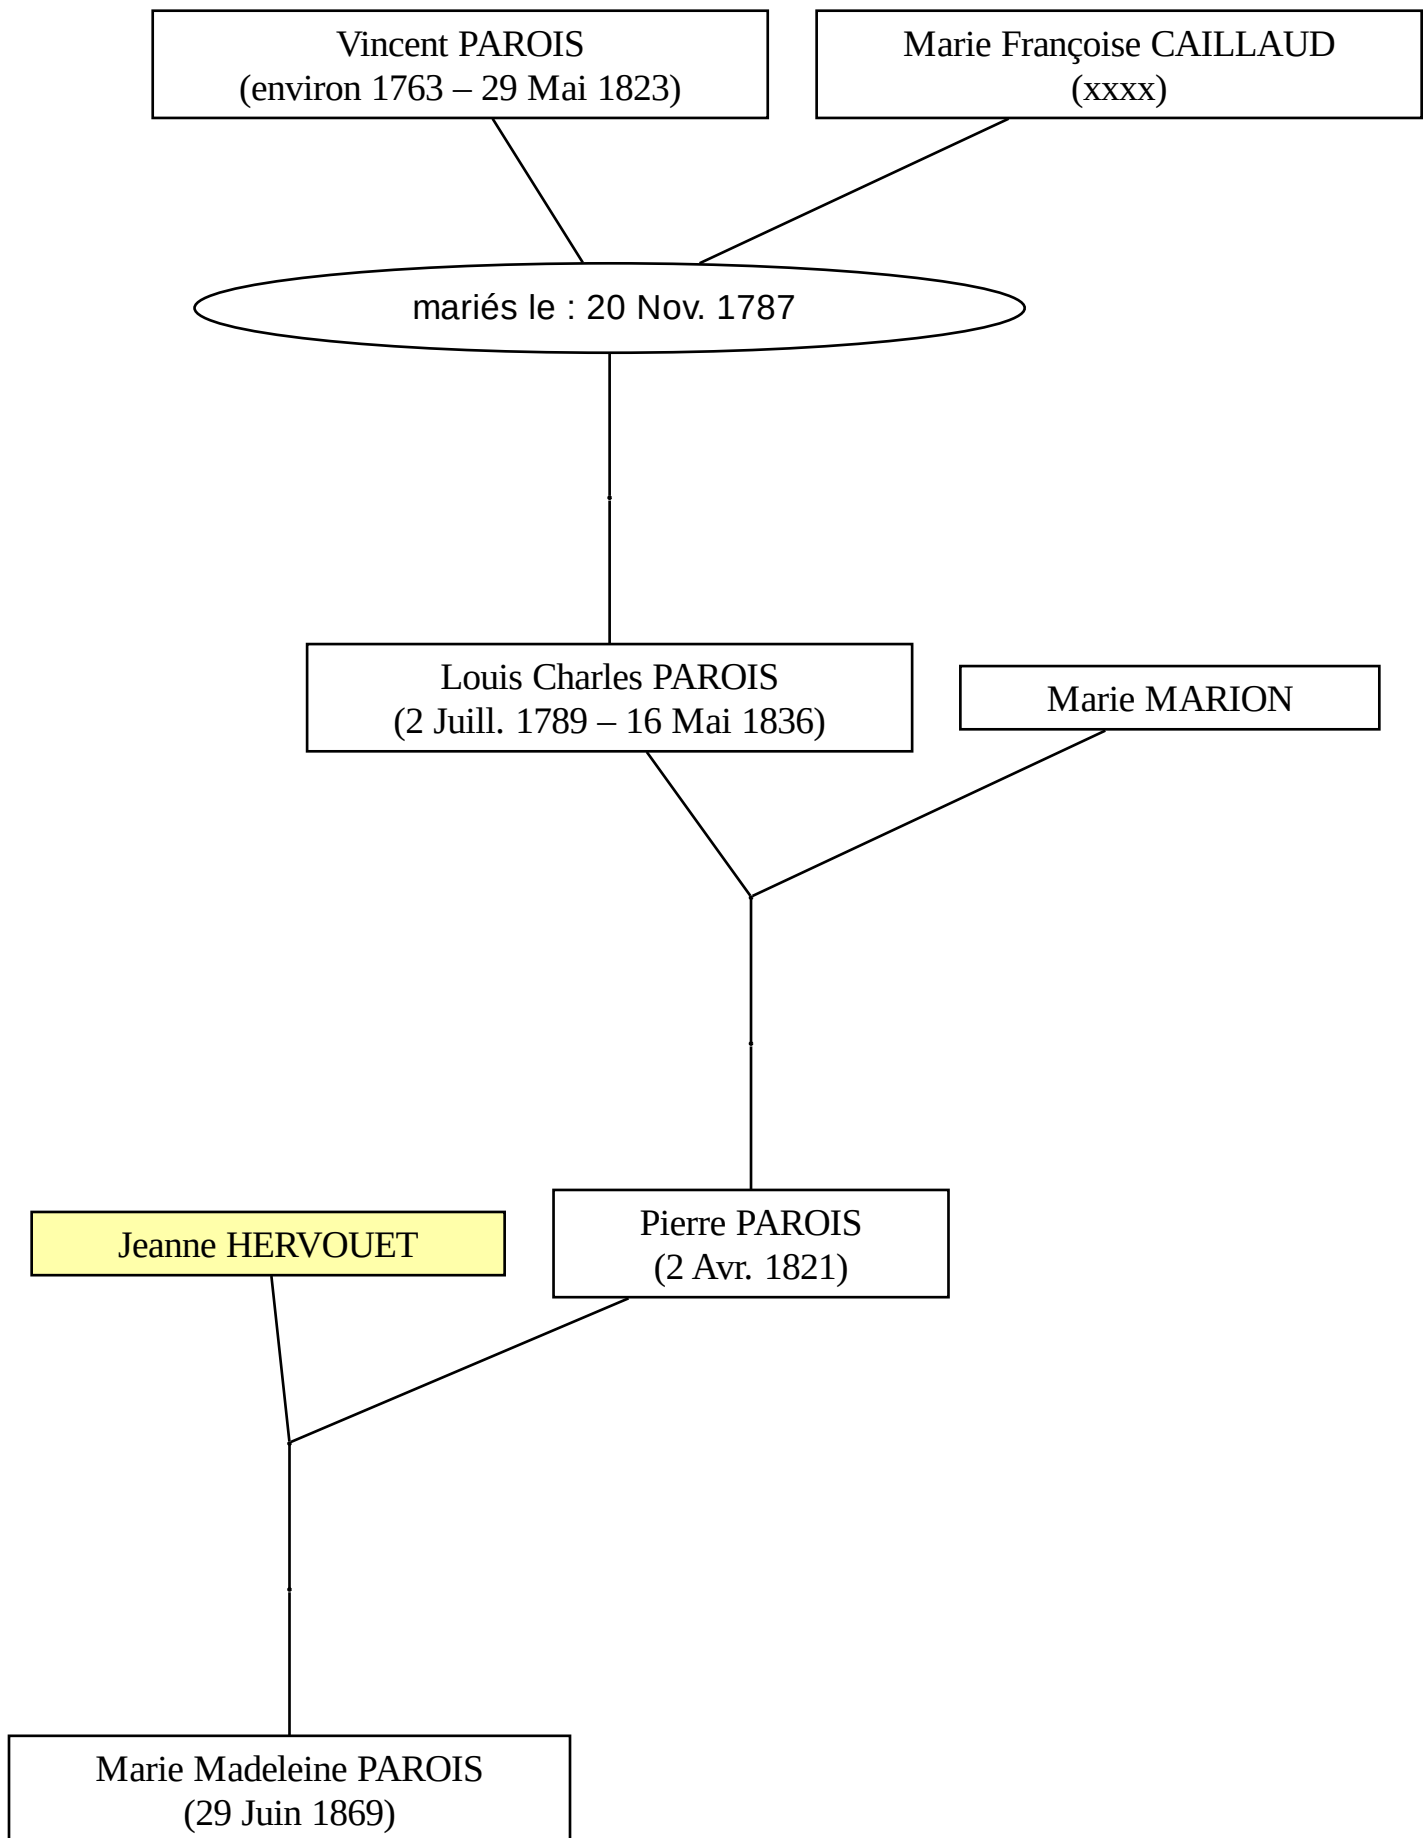 Vincent PAROIS
(environ 1763 – 29 Mai 1823)
Marie Françoise CAILLAUD
(xxxx)
mariés le : 20 Nov. 1787
Louis Charles PAROIS
(2 Juill. 1789 – 16 Mai 1836)
Marie MARION
Jeanne HERVOUET
Pierre PAROIS
(2 Avr. 1821)
Marie Madeleine PAROIS
(29 Juin 1869)